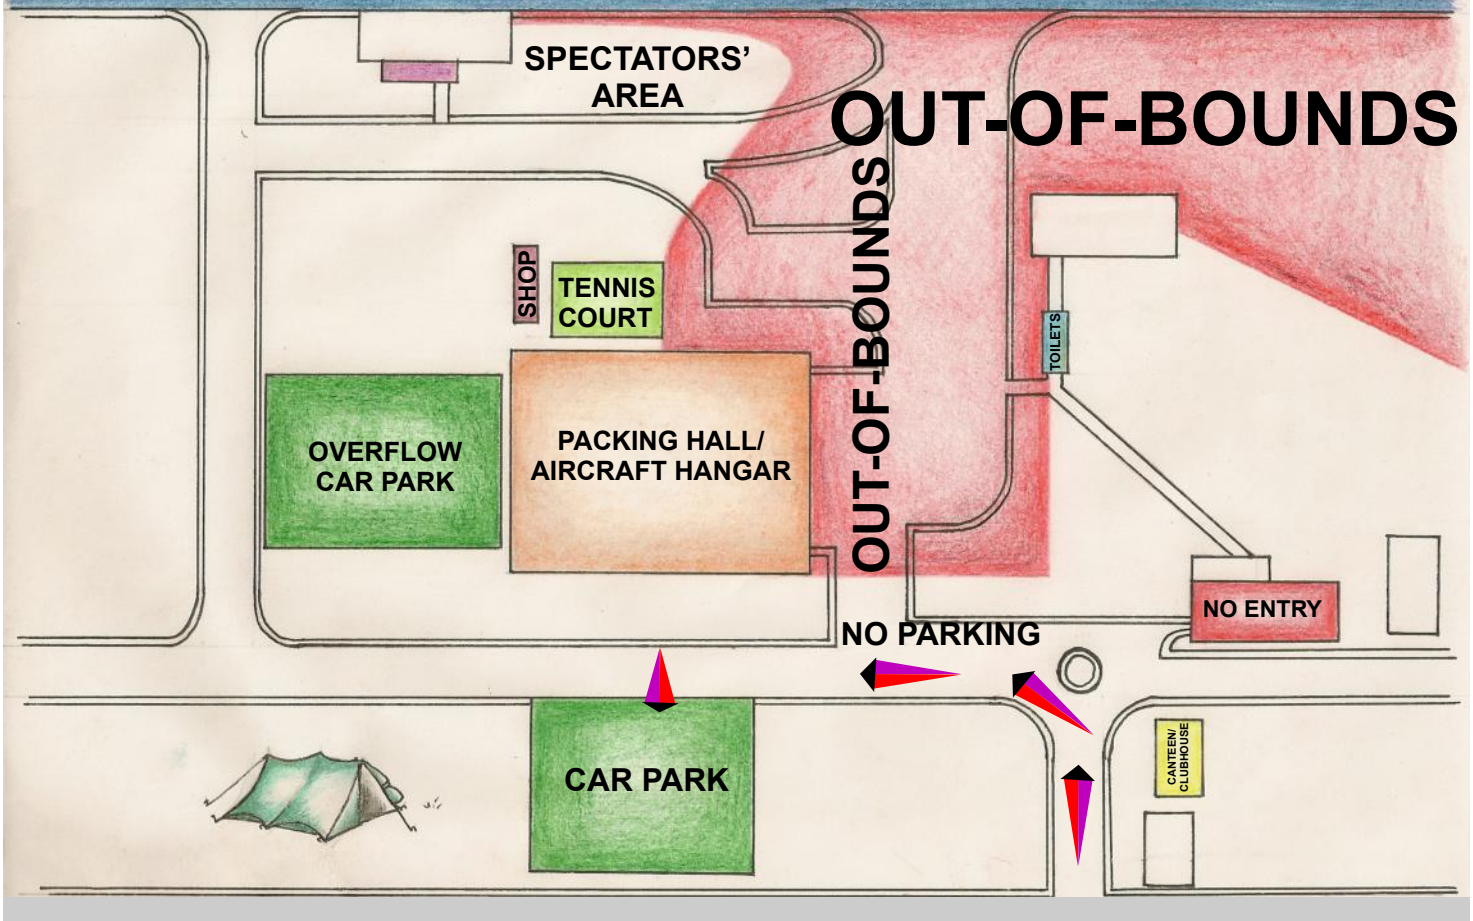 SPECTATORS’
AREA
OUT-OF-BOUNDS
OUT-OF-BOUNDS
SHOP
TENNIS
COURT
TOILETS
OVERFLOW
CAR PARK
PACKING HALL/
AIRCRAFT HANGAR
NO ENTRY
NO PARKING
CAR PARK
CANTEEN/
CLUBHOUSE